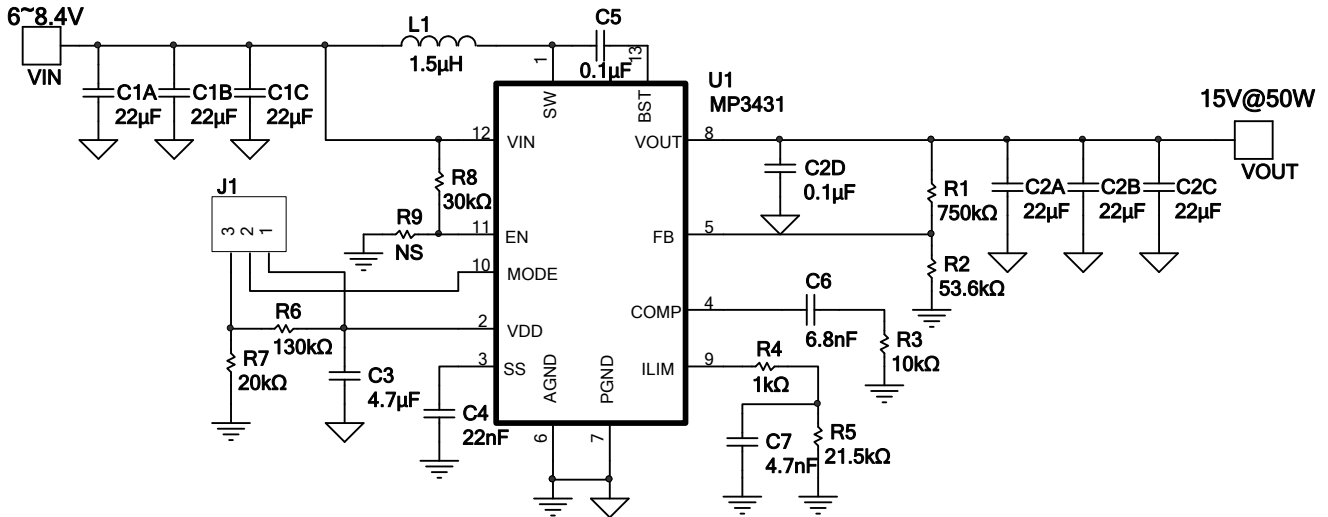 6~8.4V
VIN
C1A
22µF
C1B
22µF
C1C
22µF
L1
1.5µH
C5
0.1µF
1
13
U1
MP3431
SW
BST
12
VIN
VOUT
8
15V@50W
VOUT
R8
30kΩ
R9
NS
11
EN
FB
5
C2D
0.1µF
R1
750kΩ
C2A
22µF
C2B
22µF
C2C
22µF
J1
3
2
1
10
MODE
R2
53.6kΩ
R6
130kΩ
2
VDD
COMP
4
C6
6.8nF
R3
10kΩ
R7
20kΩ
C3
4.7µF
3
SS
C4
22nF
AGND
PGND
ILIM
9
R4
1kΩ
6
7
C7
4.7nF
R5
21.5kΩ